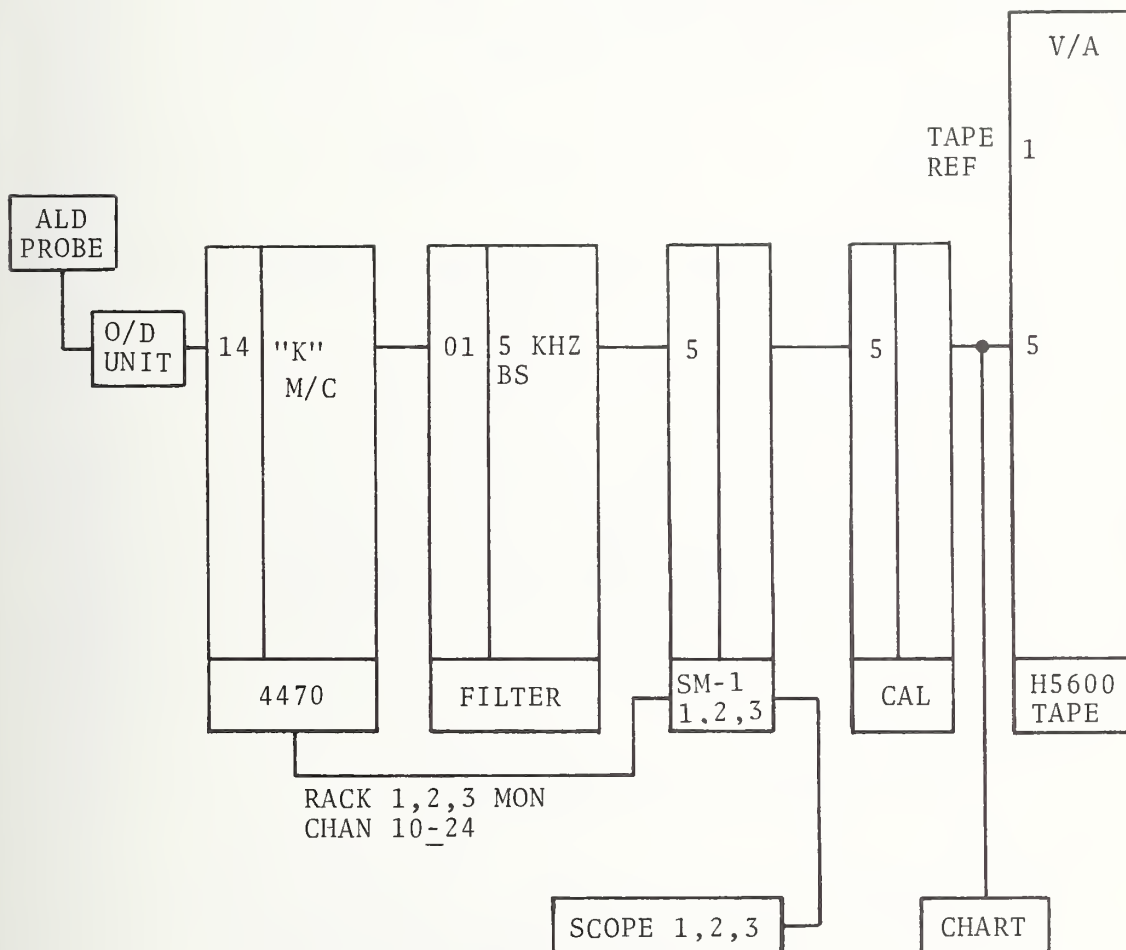 V/A
TAPE
REF
1
ALD
PROBE
O/D
UNIT
14
"K"
M/C
01
5 KHZ
BS
5
5
5
4470
FILTER
SM-1
1,2,3
CAL
H5600
TAPE
RACK 1,2,3 MON
CHAN 10-24
SCOPE 1,2,3
CHART